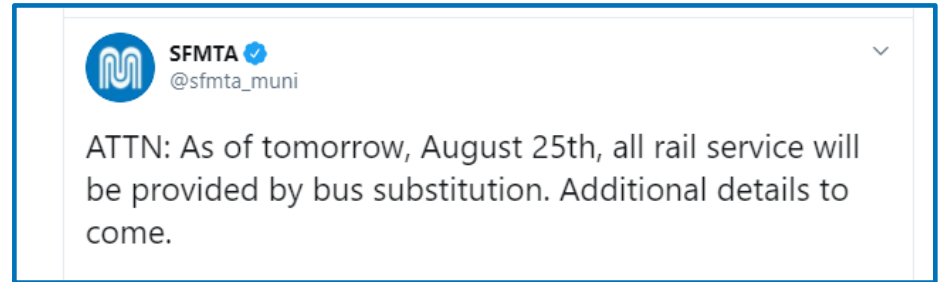 SFMTA
@sfmta_muni
ATTN: As of tomorrow, August 25th, all rail service will
be provided by bus substitution. Additional details to
come.